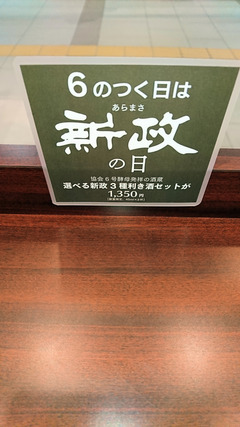 6のつく日は
あらまさ
新政
の日
協会6号酵母発祥の酒蔵
選べる新政3種利き酒セットが
1,350円